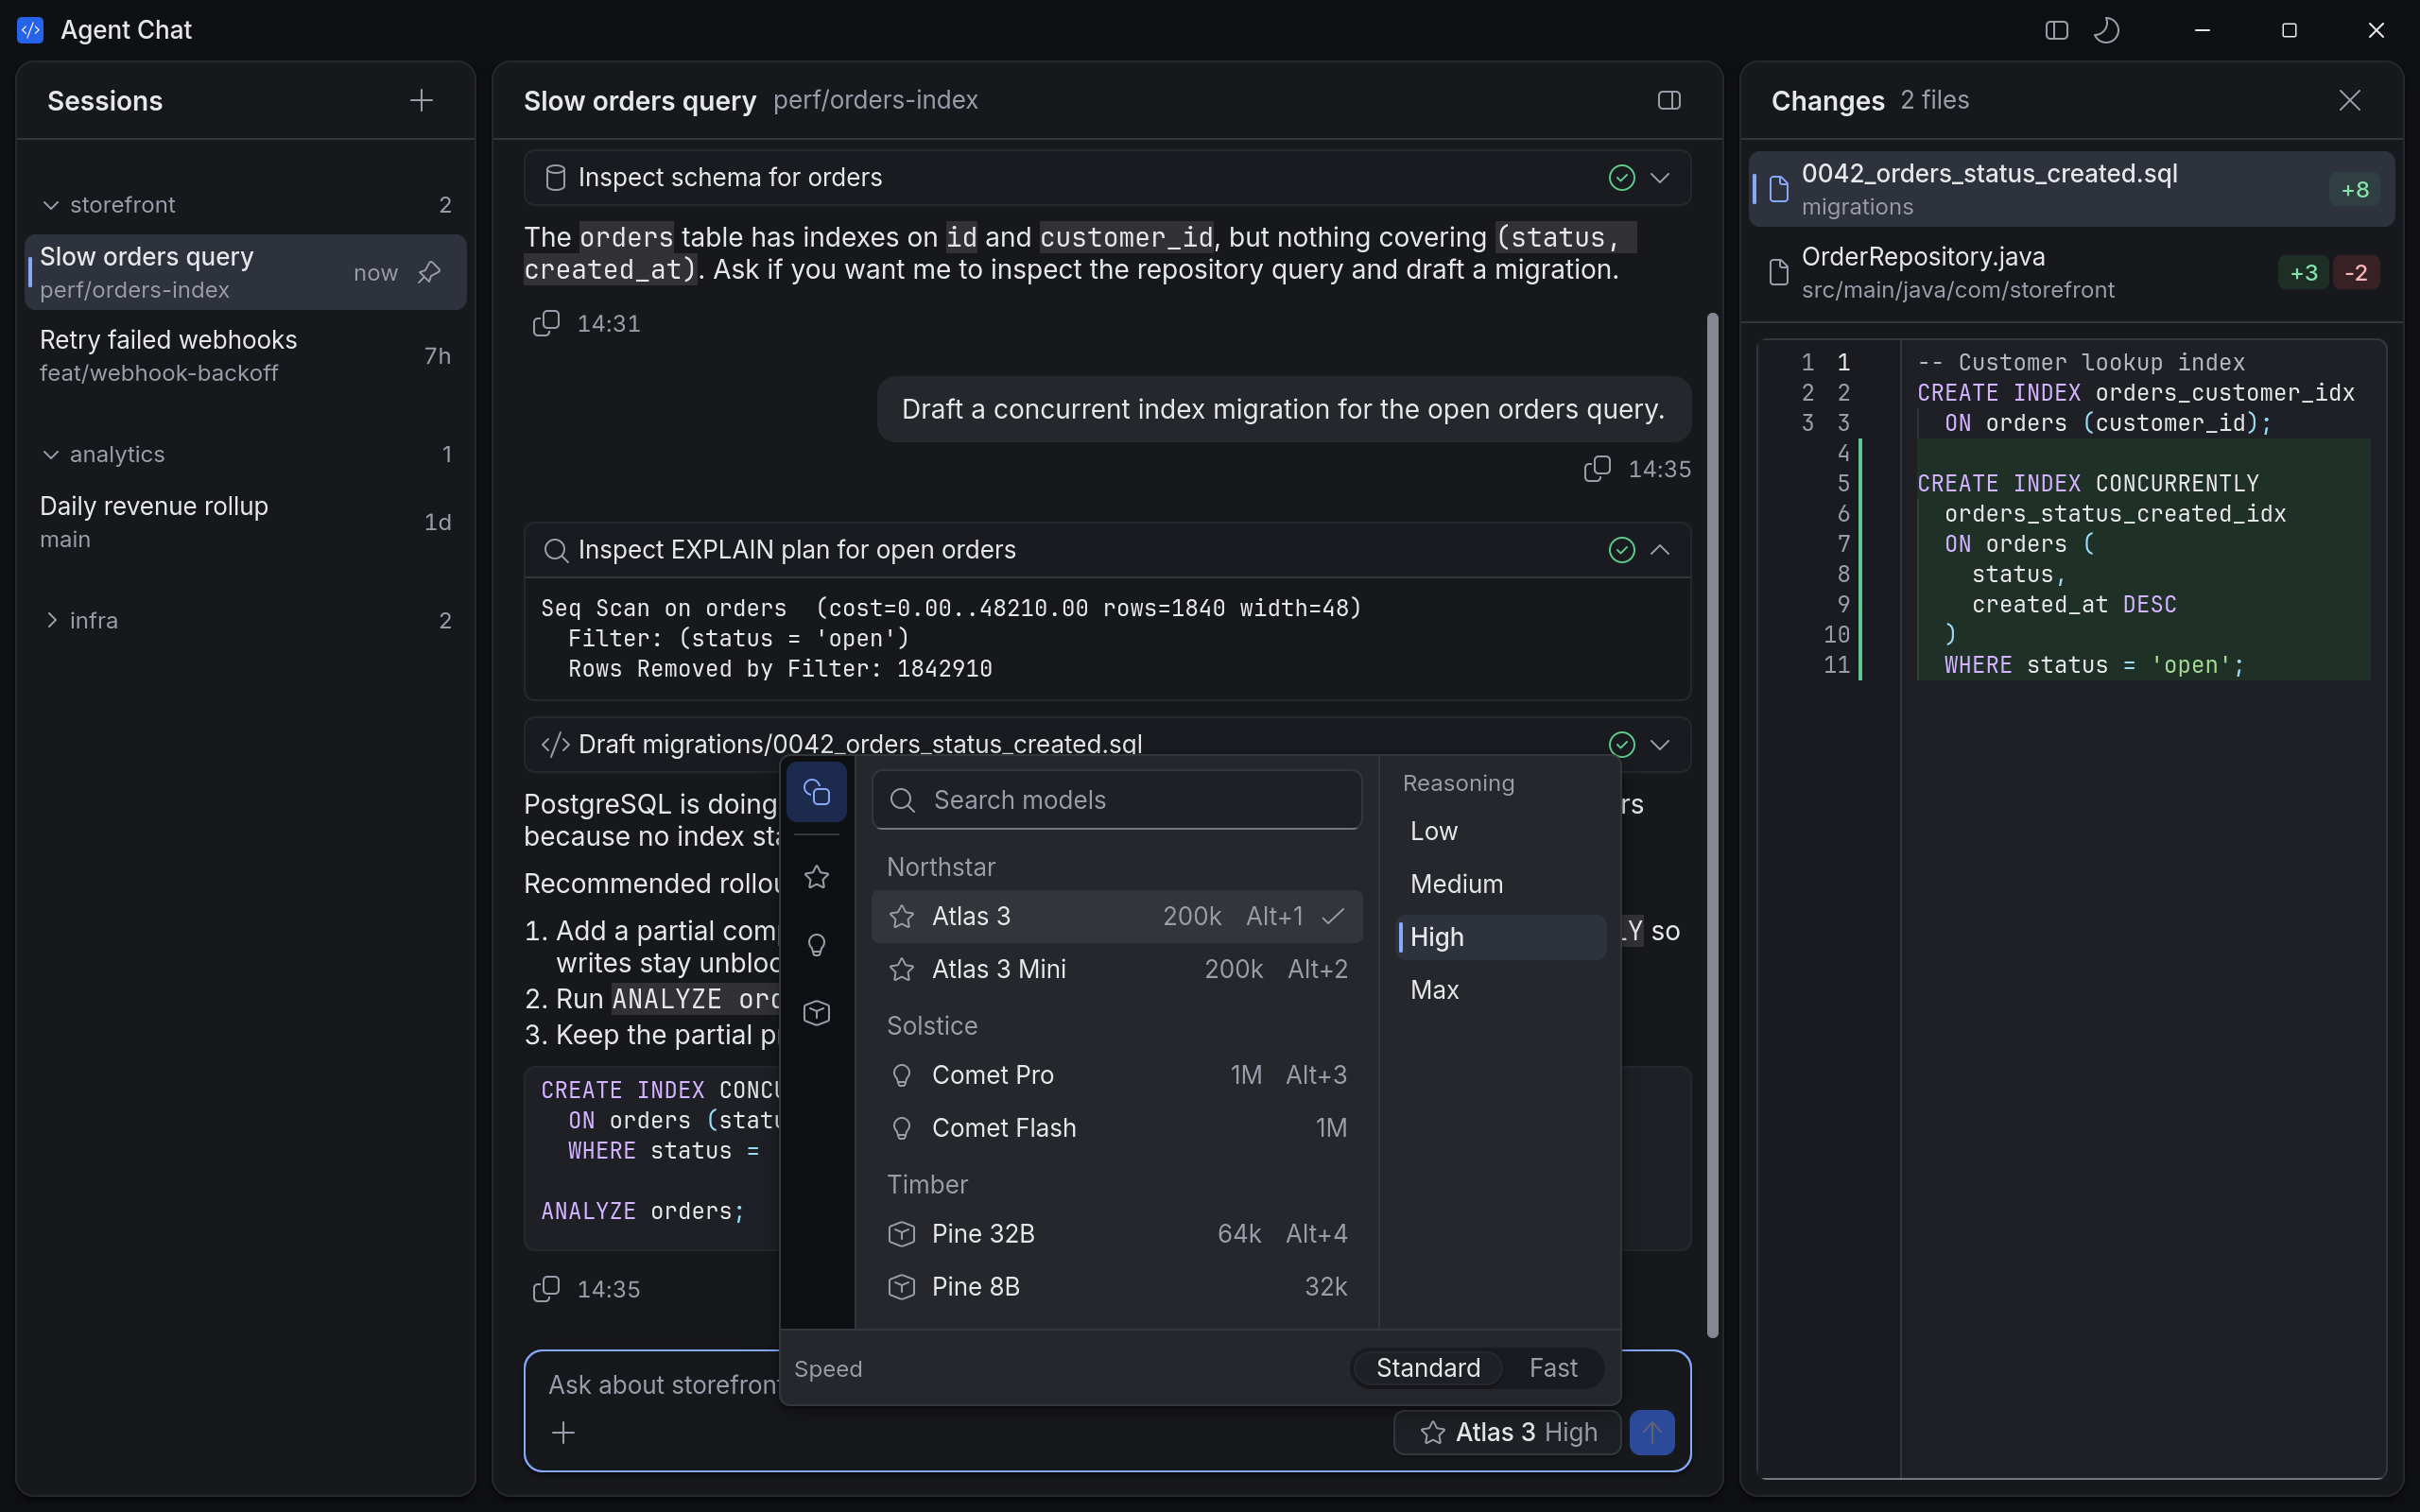 Agent Chat
Sessions
storefront 2
Slow orders query
perf/orders-index
now
Retry failed webhooks
feat/webhook-backoff
7h
analytics 1
Daily revenue rollup
main
1d
infra 2
Slow orders query perf/orders-index
Inspect schema for orders
The orders table has indexes on id and customer_id, but nothing covering (status,
created_at). Ask if you want me to inspect the repository query and draft a migration.
14:31
Draft a concurrent index migration for the open orders query.
14:35
Inspect EXPLAIN plan for open orders
Seq Scan on orders  (cost=0.00..48210.00 rows=1840 width=48)
  Filter: (status = 'open')
  Rows Removed by Filter: 1842910
Draft migrations/0042_orders_status_created.sql
PostgreSQL is doing
because no index
Recommended
1. Add a partial
writes stay
so
2. Run ANALYZE
3. Keep the partial
CREATE INDEX
  ON orders (
  WHERE status =
ANALYZE orders;
14:35
Search models
Northstar
Atlas 3 200k Alt+1
Atlas 3 Mini 200k Alt+2
Solstice
Comet Pro 1M Alt+3
Comet Flash 1M
Timber
Pine 32B 64k Alt+4
Pine 8B 32k
Reasoning
Low
Medium
High
Max
Speed
Standard Fast
Ask about storefront
Atlas 3 High
Changes 2 files
0042_orders_status_created.sql
migrations
+8
OrderRepository.java
src/main/java/com/storefront
+3 -2
1 1 -- Customer lookup index
2 2 CREATE INDEX orders_customer_idx
3 3   ON orders (customer_id);
4
5 CREATE INDEX CONCURRENTLY
6   orders_status_created_idx
7   ON orders (
8     status,
9     created_at DESC
10   )
11   WHERE status = 'open';